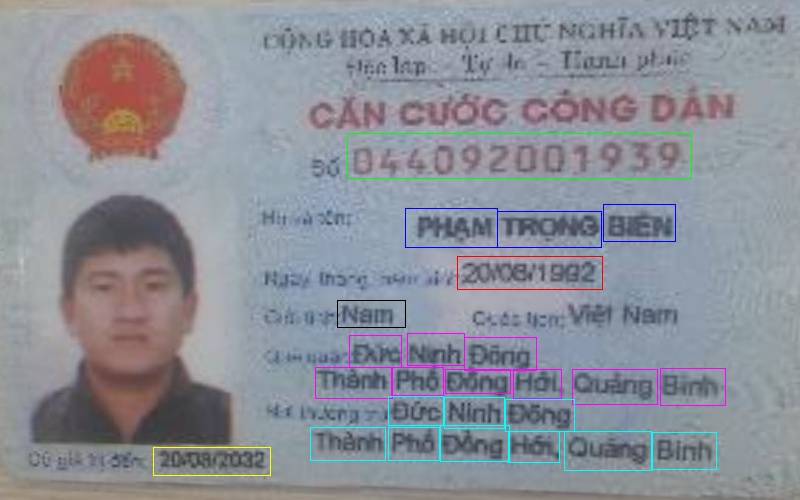 CỘNG HÒA XÃ HỘI CHỦ NGHĨA VIỆT NAM
Độc lập - Tự do - Hạnh phúc
CĂN CƯỚC CÔNG DÂN
Số 044092001939
Họ và tên: PHẠM TRỌNG BIÊN
Ngày tháng năm sinh: 20/08/1992
Giới tính: Nam Quốc tịch: Việt Nam
Quê quán: Đức Ninh Đông
Thành Phố Đồng Hới, Quảng Bình
Nơi thường trú: Đức Ninh Đông
Thành Phố Đồng Hới, Quảng Bình
Có giá trị đến: 20/08/2032